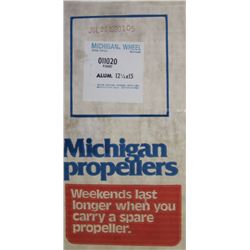 MICHIGAN WHEEL
011020
ALUM. 12¼x15
Michigan
propellers
Weekends last
longer when you
carry a spare
propeller.